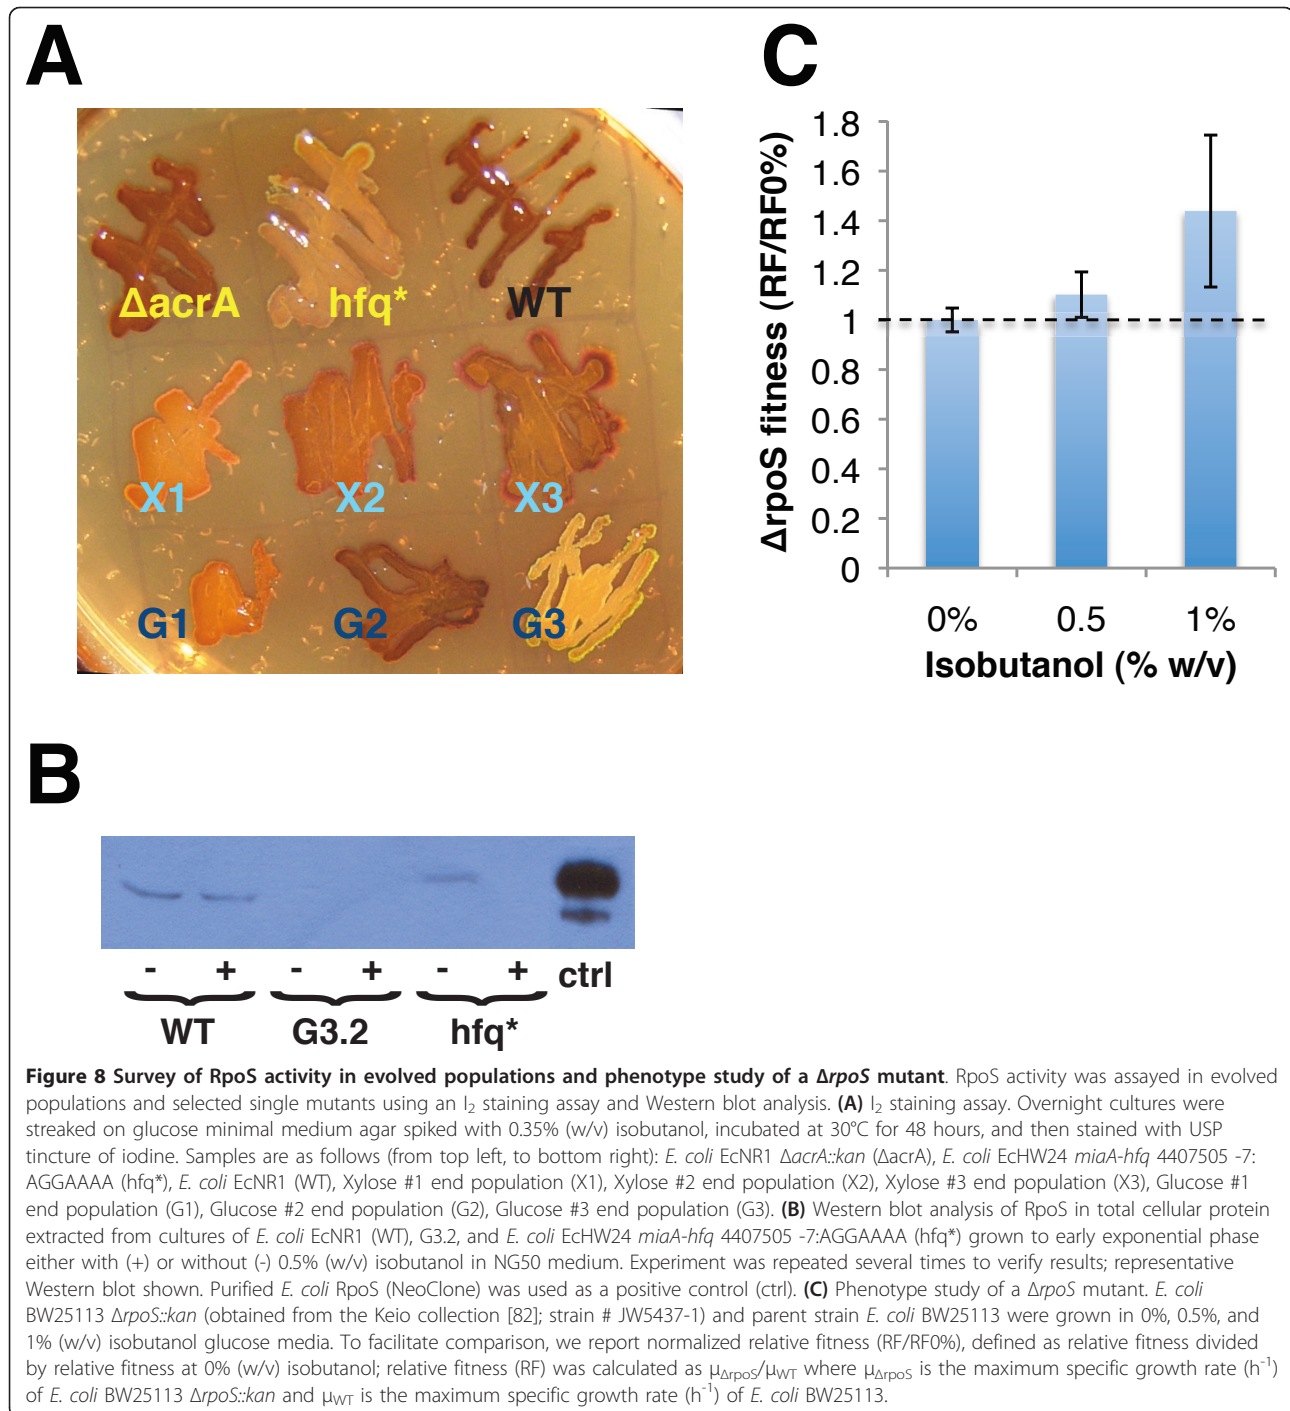 A
ΔacrA
hfq*
WT
X1
X2
X3
G1
G2
G3
C
ΔrpoS fitness (RF/RF0%)
1.8
1.6
1.4
1.2
1
0.8
0.6
0.4
0.2
0
0% 0.5 1%
Isobutanol (% w/v)
B
- + - + - + ctrl
WT G3.2 hfq*
Figure 8 Survey of RpoS activity in evolved populations and phenotype study of a ΔrpoS mutant. RpoS activity was assayed in evolved
populations and selected single mutants using an I₂ staining assay and Western blot analysis. (A) I₂ staining assay. Overnight cultures were
streaked on glucose minimal medium agar spiked with 0.35% (w/v) isobutanol, incubated at 30°C for 48 hours, and then stained with USP
tincture of iodine. Samples are as follows (from top left, to bottom right): E. coli EcNR1 ΔacrA::kan (ΔacrA), E. coli EcHW24 miaA-hfq 4407505 -7:
AGGAAAA (hfq*), E. coli EcNR1 (WT), Xylose #1 end population (X1), Xylose #2 end population (X2), Xylose #3 end population (X3), Glucose #1
end population (G1), Glucose #2 end population (G2), Glucose #3 end population (G3). (B) Western blot analysis of RpoS in total cellular protein
extracted from cultures of E. coli EcNR1 (WT), G3.2, and E. coli EcHW24 miaA-hfq 4407505 -7:AGGAAAA (hfq*) grown to early exponential phase
either with (+) or without (-) 0.5% (w/v) isobutanol in NG50 medium. Experiment was repeated several times to verify results; representative
Western blot shown. Purified E. coli RpoS (NeoClone) was used as a positive control (ctrl). (C) Phenotype study of a ΔrpoS mutant. E. coli
BW25113 ΔrpoS::kan (obtained from the Keio collection [82]; strain # JW5437-1) and parent strain E. coli BW25113 were grown in 0%, 0.5%, and
1% (w/v) isobutanol glucose media. To facilitate comparison, we report normalized relative fitness (RF/RF0%), defined as relative fitness divided
by relative fitness at 0% (w/v) isobutanol; relative fitness (RF) was calculated as μΔrpoS/μWT where μΔrpoS is the maximum specific growth rate (h⁻¹)
of E. coli BW25113 ΔrpoS::kan and μWT is the maximum specific growth rate (h⁻¹) of E. coli BW25113.